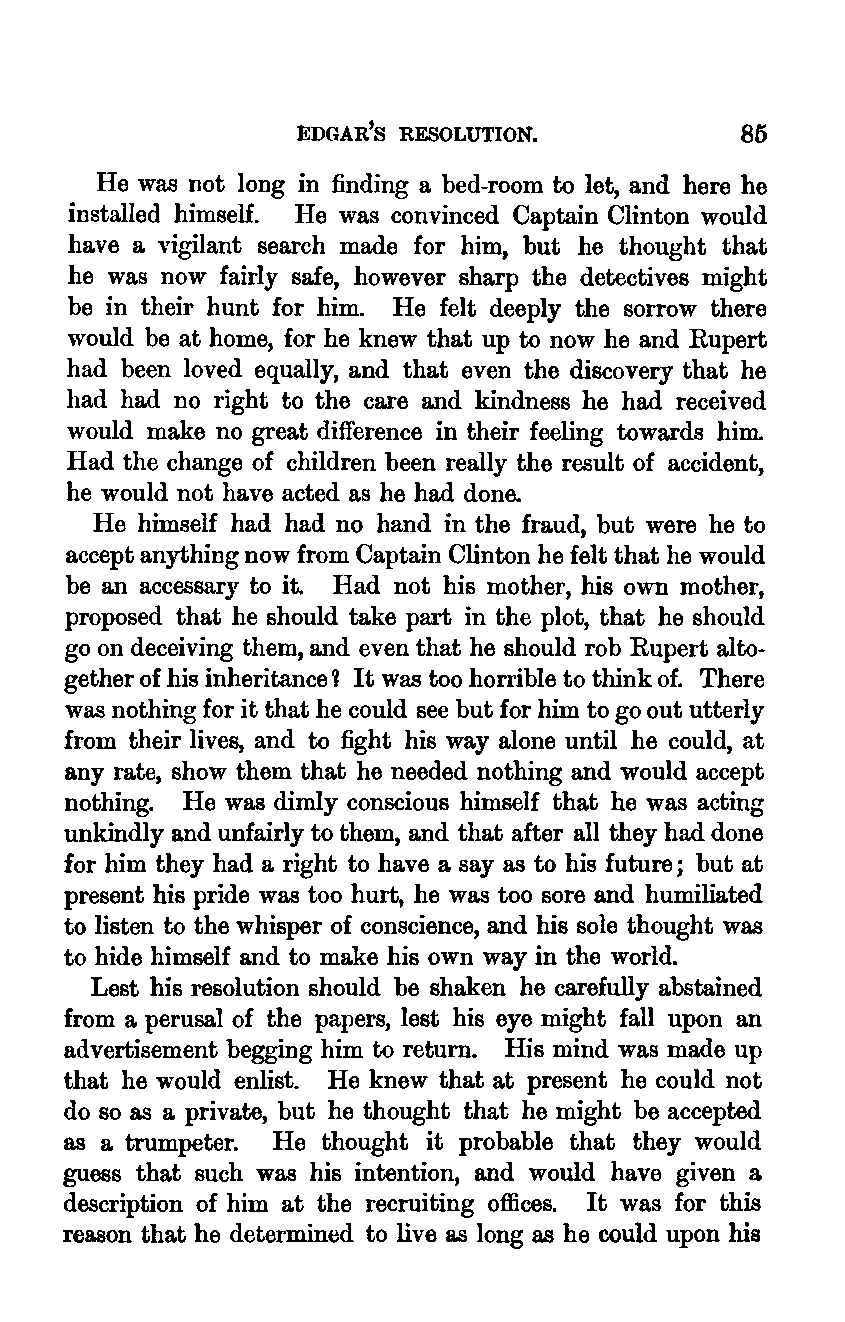 EDGAR'S RESOLUTION. 85
He was not long in finding a bed-room to let, and here he
installed himself. He was convinced Captain Clinton would
have a vigilant search made for him, but he thought that
he was now fairly safe, however sharp the detectives might
be in their hunt for him. He felt deeply the sorrow there
would be at home, for he knew that up to now he and Rupert
had been loved equally, and that even the discovery that he
had had no right to the care and kindness he had received
would make no great difference in their feeling towards him.
Had the change of children been really the result of accident,
he would not have acted as he had done.
He himself had had no hand in the fraud, but were he to
accept anything now from Captain Clinton he felt that he would
be an accessary to it. Had not his mother, his own mother,
proposed that he should take part in the plot, that he should
go on deceiving them, and even that he should rob Rupert alto-
gether of his inheritance? It was too horrible to think of. There
was nothing for it that he could see but for him to go out utterly
from their lives, and to fight his way alone until he could, at
any rate, show them that he needed nothing and would accept
nothing. He was dimly conscious himself that he was acting
unkindly and unfairly to them, and that after all they had done
for him they had a right to have a say as to his future; but at
present his pride was too hurt, he was too sore and humiliated
to listen to the whisper of conscience, and his sole thought was
to hide himself and to make his own way in the world.
Lest his resolution should be shaken he carefully abstained
from a perusal of the papers, lest his eye might fall upon an
advertisement begging him to return. His mind was made up
that he would enlist. He knew that at present he could not
do so as a private, but he thought that he might be accepted
as a trumpeter. He thought it probable that they would
guess that such was his intention, and would have given a
description of him at the recruiting offices. It was for this
reason that he determined to live as long as he could upon his